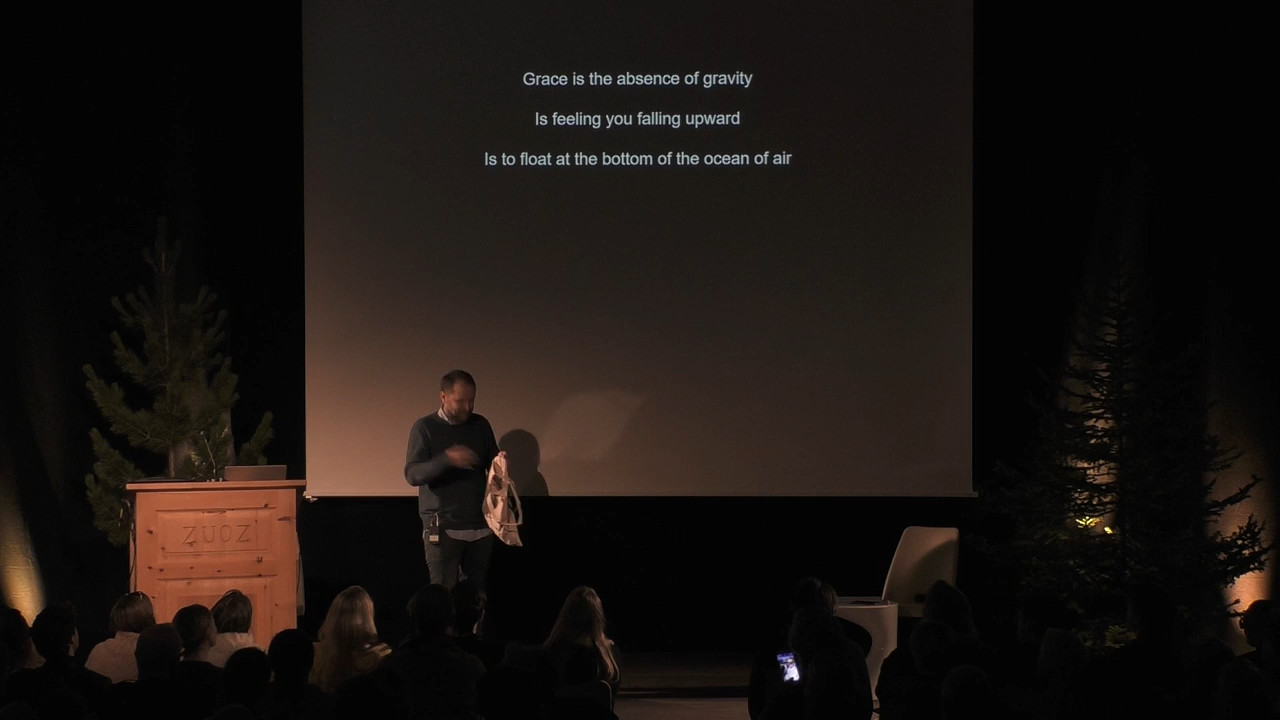 Grace is the absence of gravity
Is feeling you falling upward
Is to float at the bottom of the ocean of air
ZUOZ